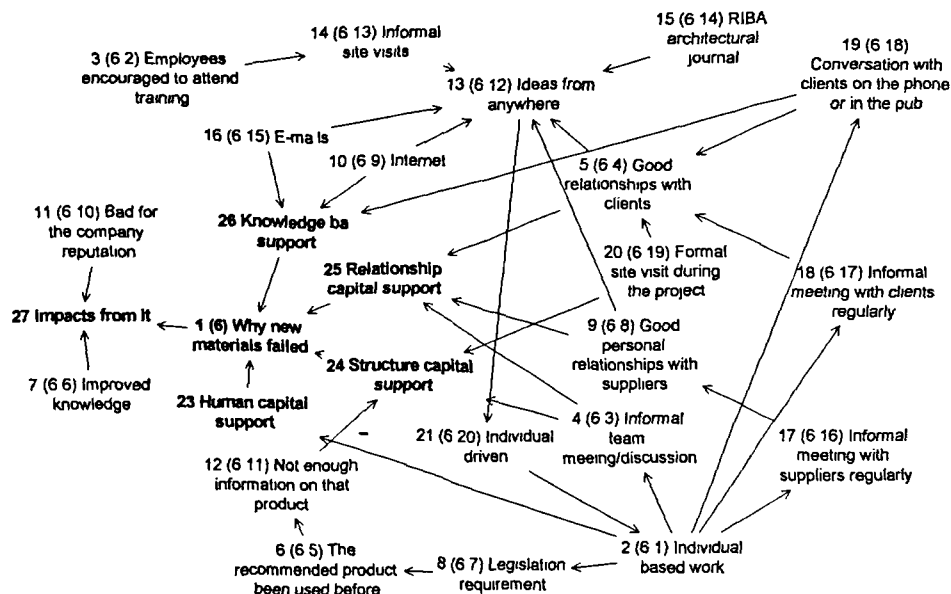 14 (6 13) Informal
site visits
15 (6 14) RIBA
architectural
journal
19 (6 18)
Conversation with
clients on the phone
or in the pub
3 (6 2) Employees
encouraged to attend
training
13 (6 12) Ideas from
anywhere
16 (6 15) E-ma ls
10 (6 9) Internet
5 (6 4) Good
relationships with
clients
11 (6 10) Bad for
the company
reputation
26 Knowledge ba
support
25 Relationship
capital support
20 (6 19) Formal
site visit during
the project
18 (6 17) Informal
meeting with clients
regularly
27 Impacts from it
1 (6) Why new
materials failed
24 Structure capital
support
9 (6 8) Good
personal
relationships with
suppliers
7 (6 6) Improved
knowledge
23 Human capital
support
21 (6 20) Individual
driven
4 (6 3) Informal
team
meeing/discussion
17 (6 16) Informal
meeting with
suppliers regularly
12 (6 11) Not enough
information on that
product
6 (6 5) The
recommended product
been used before
8 (6 7) Legislation
requirement
2 (6 1) Individual
based work